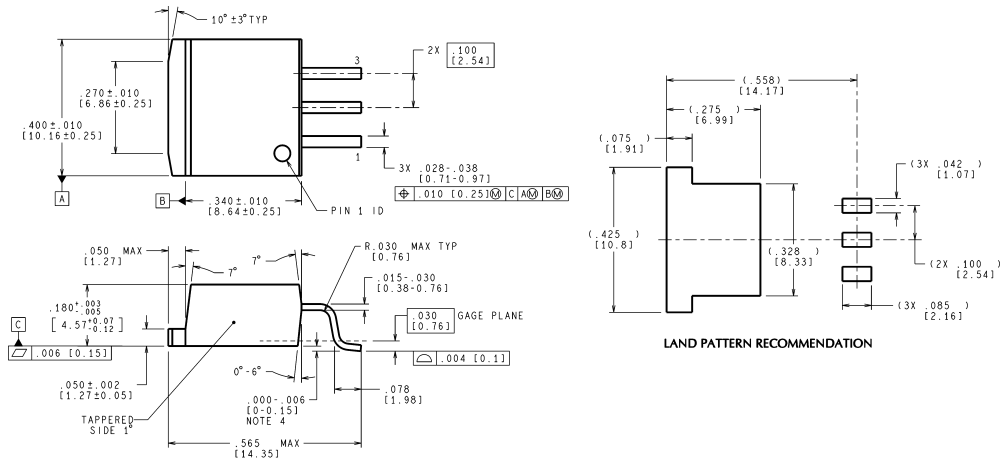 10° ±3° TYP
3
2X .100
[2.54]
.270±.010
[6.86±0.25]
.400±.010
[10.16±0.25]
1
3X .028-.038
[0.71-0.97]
⌖ .010 [0.25]Ⓜ C AⓂ BⓂ
A
B
.340±.010
[8.64±0.25]
PIN 1 ID
.050 MAX
[1.27]
7°
7°
R.030 MAX TYP
[0.76]
.015-.030
[0.38-0.76]
.180 +.003 -.005
[ 4.57 +0.07 -0.12 ]
.030
[0.76]
GAGE PLANE
C
⏥ .006 [0.15]
⌓ .004 [0.1]
.050±.002
[1.27±0.05]
0°-6°
.000-.006
[0-0.15]
NOTE 4
.078
[1.98]
TAPPERED
SIDE 1°
.565 MAX
[14.35]
(.558 )
[14.17]
(.275 )
[6.99]
(.075 )
[1.91]
(3X .042 )
[1.07]
(.425 )
[10.8]
(.328 )
[8.33]
(2X .100 )
[2.54]
(3X .085 )
[2.16]
LAND PATTERN RECOMMENDATION